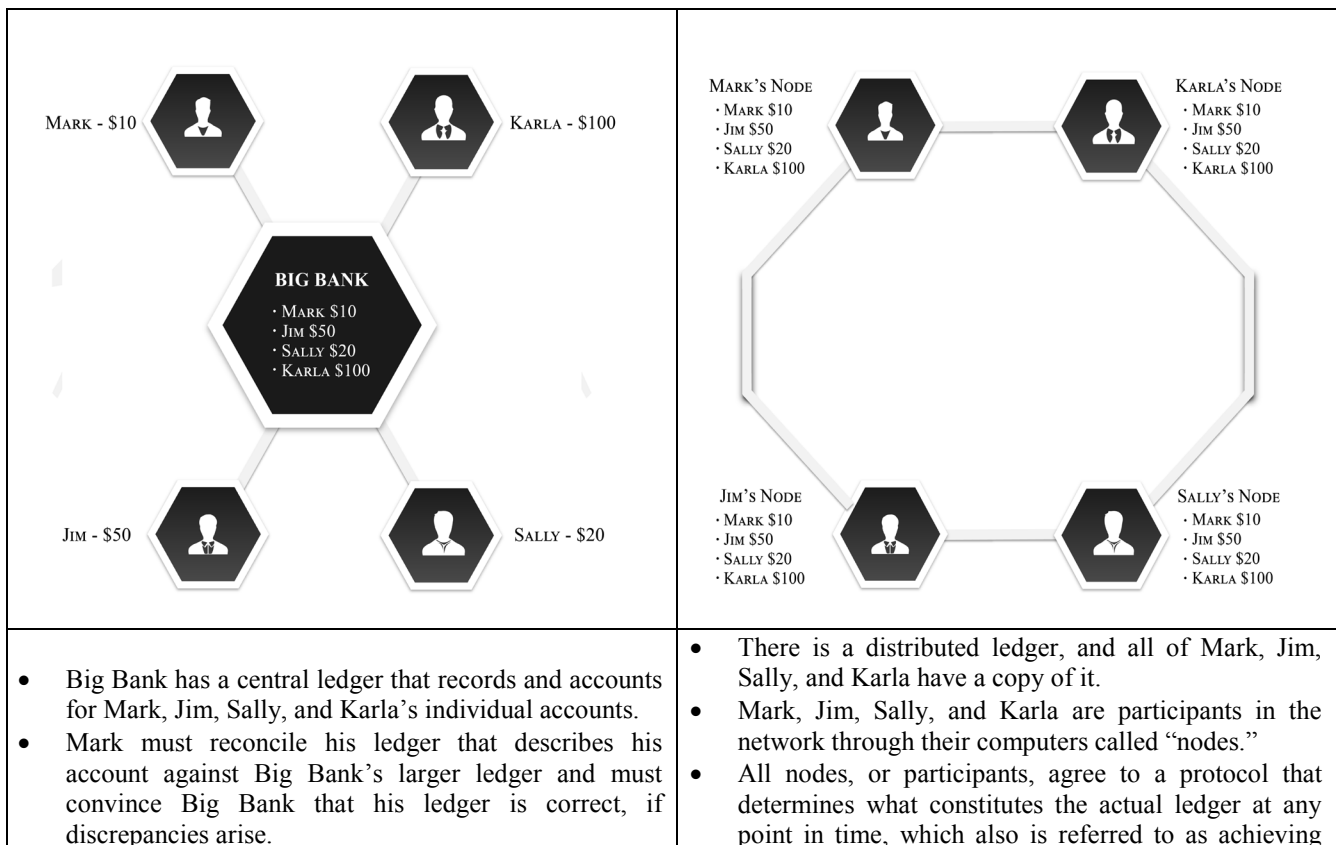 MARK - $10
KARLA - $100
BIG BANK
· MARK $10
· JIM $50
· SALLY $20
· KARLA $100
JIM - $50
SALLY - $20
MARK'S NODE
· MARK $10
· JIM $50
· SALLY $20
· KARLA $100
KARLA'S NODE
· MARK $10
· JIM $50
· SALLY $20
· KARLA $100
JIM'S NODE
· MARK $10
· JIM $50
· SALLY $20
· KARLA $100
SALLY'S NODE
· MARK $10
· JIM $50
· SALLY $20
· KARLA $100
• Big Bank has a central ledger that records and accounts
for Mark, Jim, Sally, and Karla's individual accounts.
• Mark must reconcile his ledger that describes his
account against Big Bank's larger ledger and must
convince Big Bank that his ledger is correct, if
discrepancies arise.
• There is a distributed ledger, and all of Mark, Jim,
Sally, and Karla have a copy of it.
• Mark, Jim, Sally, and Karla are participants in the
network through their computers called “nodes.”
• All nodes, or participants, agree to a protocol that
determines what constitutes the actual ledger at any
point in time, which also is referred to as achieving